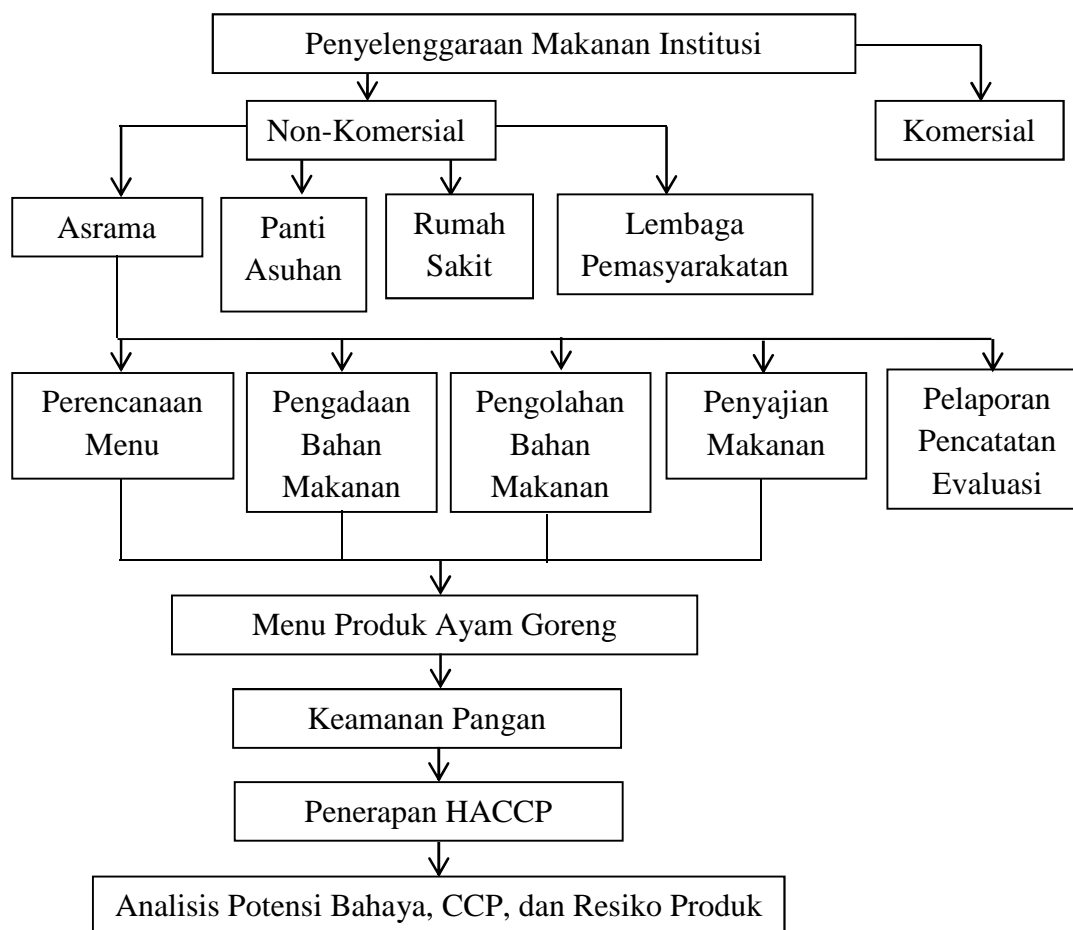 Penyelenggaraan Makanan Institusi
Non-Komersial
Komersial
Asrama
Panti
Asuhan
Rumah
Sakit
Lembaga
Pemasyarakatan
Perencanaan
Menu
Pengadaan
Bahan
Makanan
Pengolahan
Bahan
Makanan
Penyajian
Makanan
Pelaporan
Pencatatan
Evaluasi
Menu Produk Ayam Goreng
Keamanan Pangan
Penerapan HACCP
Analisis Potensi Bahaya, CCP, dan Resiko Produk